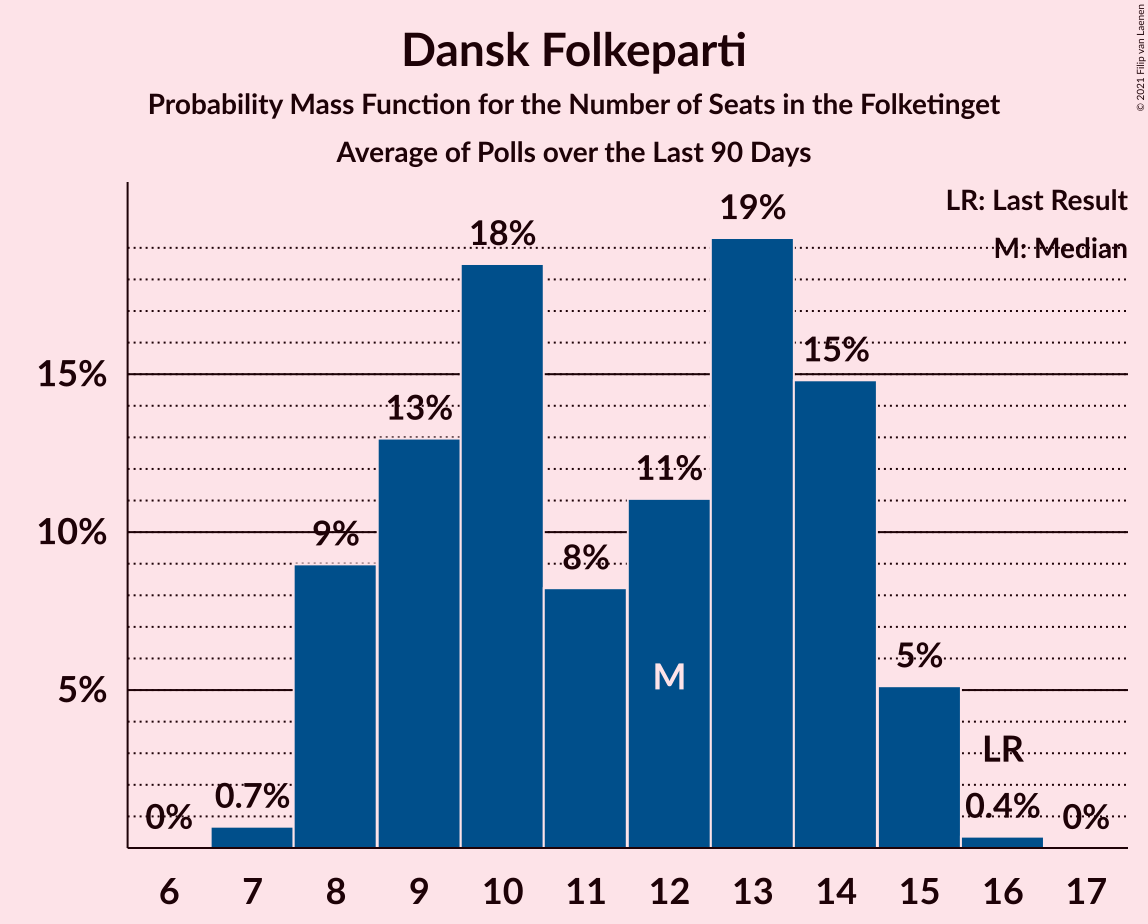 Dansk Folkeparti
Probability Mass Function for the Number of Seats in the Folketinget
Average of Polls over the Last 90 Days
© 2021 Filip van Laenen
LR: Last Result
M: Median
19%
18%
15%
15%
13%
11%
10%
9%
8%
5%
5%
M
LR
0%
0.7%
0.4%
0%
6 7 8 9 10 11 12 13 14 15 16 17